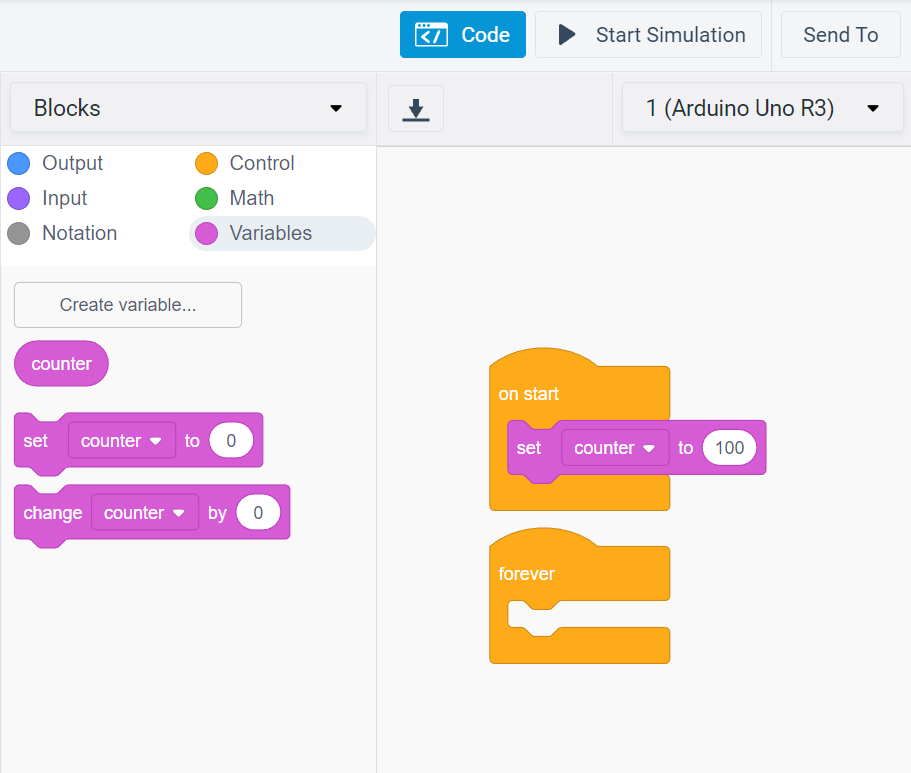 Code Start Simulation Send To
Blocks 1 (Arduino Uno R3)
Output Control
Input Math
Notation Variables
Create variable...
counter
set counter to 0
change counter by 0
on start
set counter to 100
forever